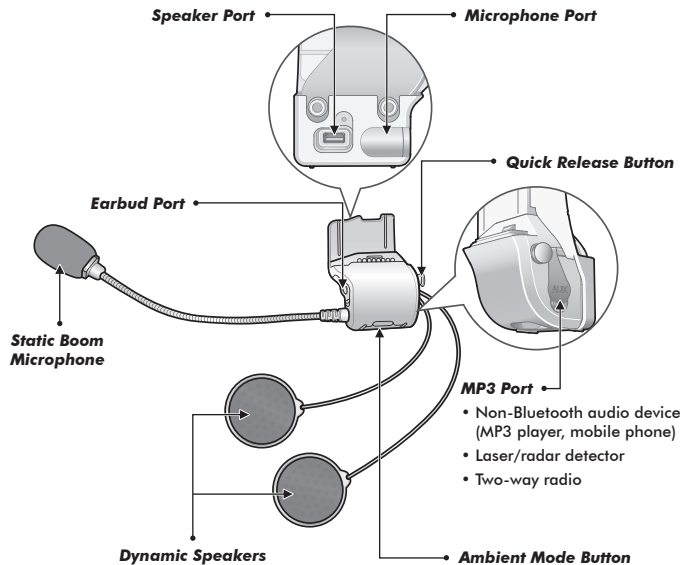 Speaker Port
Microphone Port
Quick Release Button
Earbud Port
AUX
Static Boom
Microphone
MP3 Port
• Non-Bluetooth audio device
(MP3 player, mobile phone)
• Laser/radar detector
• Two-way radio
Dynamic Speakers
Ambient Mode Button